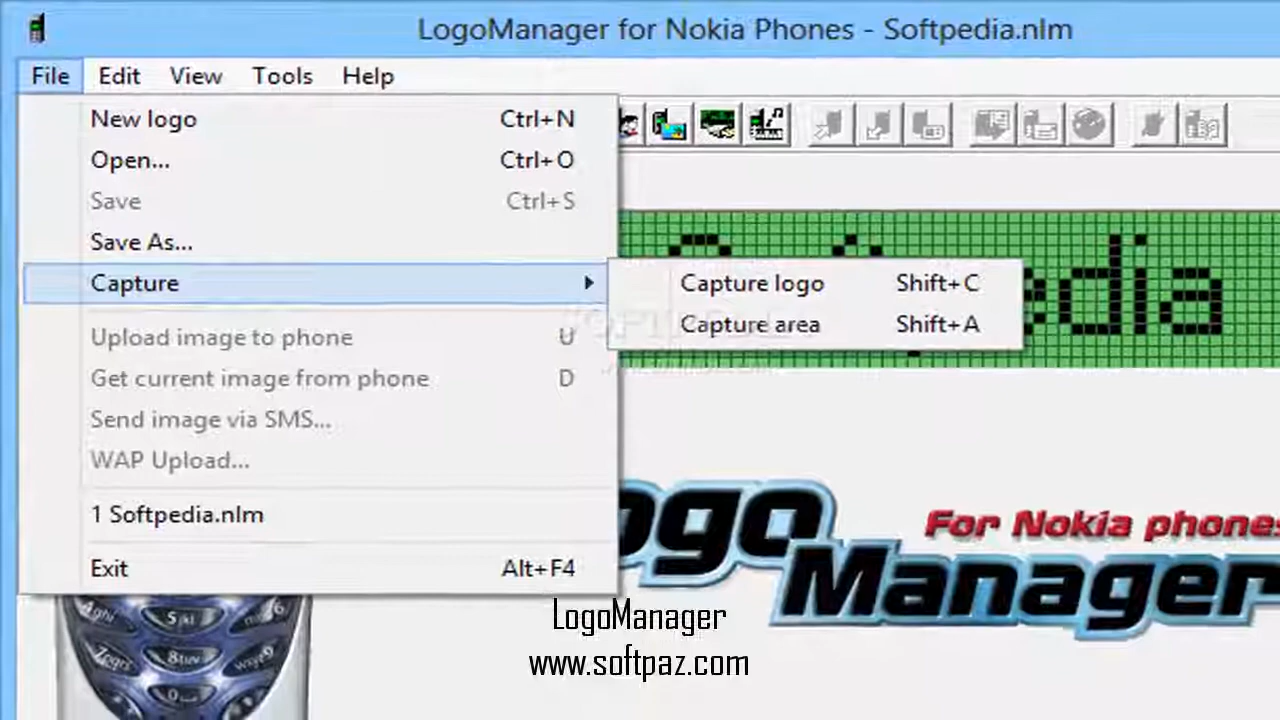 LogoManager for Nokia Phones - Softpedia.nlm
File Edit View Tools Help
New logo Ctrl+N
Open... Ctrl+O
Save Ctrl+S
Save As...
Capture
Capture logo Shift+C
Capture area Shift+A
Upload image to phone U
Get current image from phone D
Send image via SMS...
WAP Upload...
1 Softpedia.nlm
Exit Alt+F4
For Nokia phones
Manager
LogoManager
www.softpaz.com